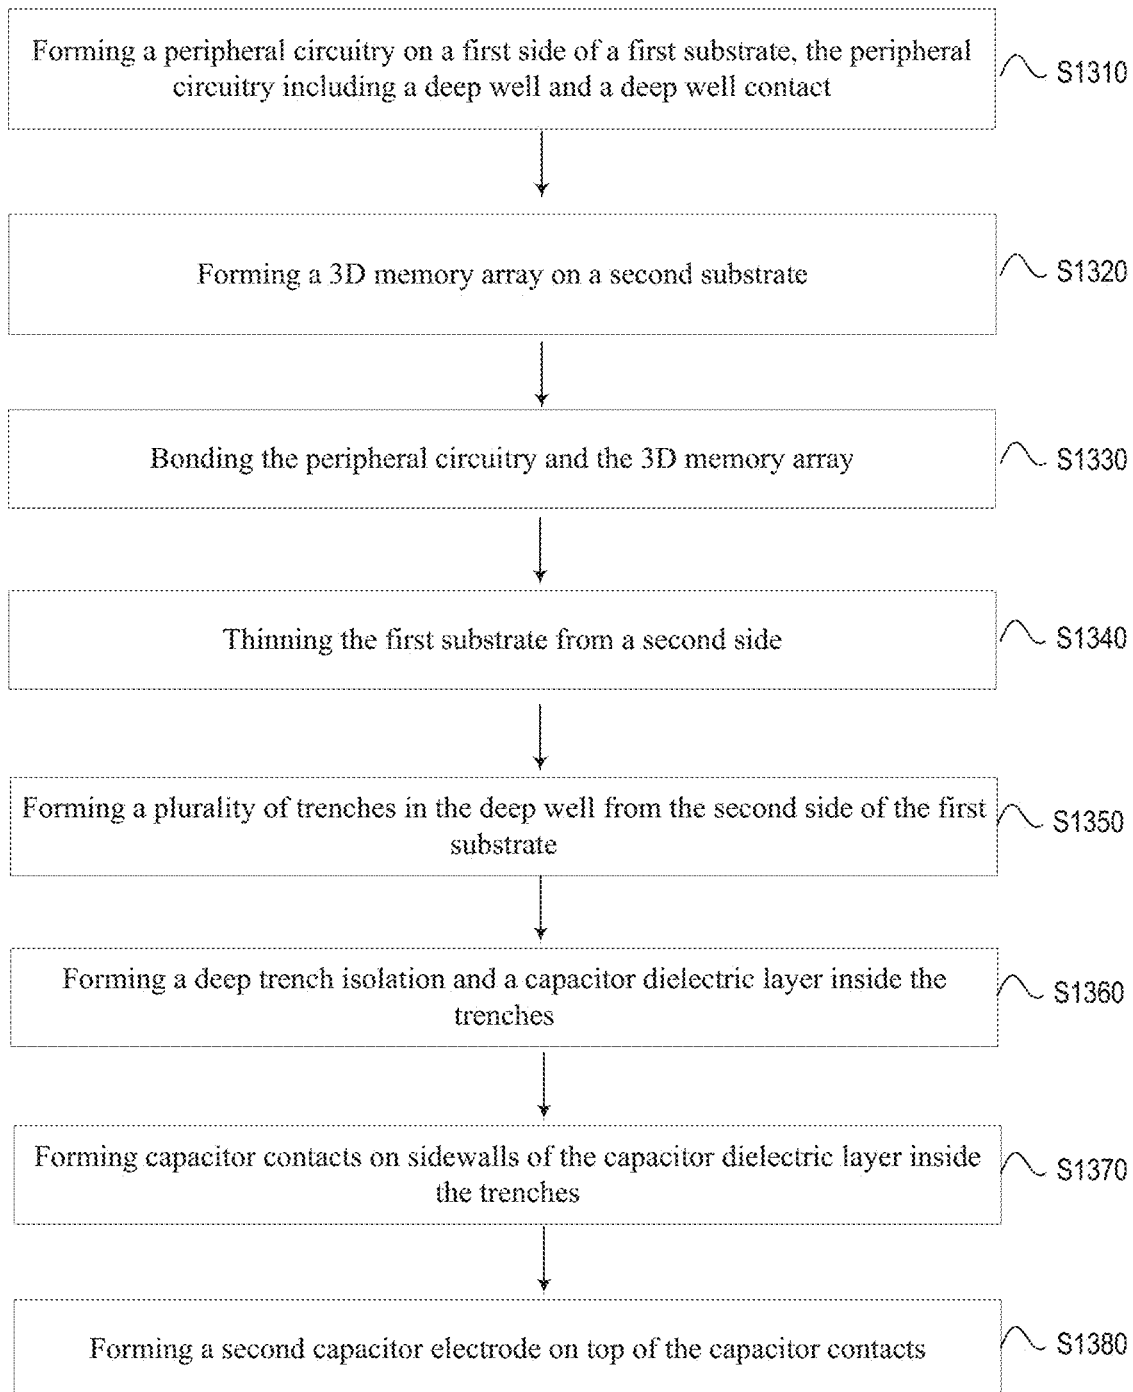 Forming a peripheral circuitry on a first side of a first substrate, the peripheral
circuitry including a deep well and a deep well contact
S1310
Forming a 3D memory array on a second substrate
S1320
Bonding the peripheral circuitry and the 3D memory array
S1330
Thinning the first substrate from a second side
S1340
Forming a plurality of trenches in the deep well from the second side of the first
substrate
S1350
Forming a deep trench isolation and a capacitor dielectric layer inside the
trenches
S1360
Forming capacitor contacts on sidewalls of the capacitor dielectric layer inside
the trenches
S1370
Forming a second capacitor electrode on top of the capacitor contacts
S1380